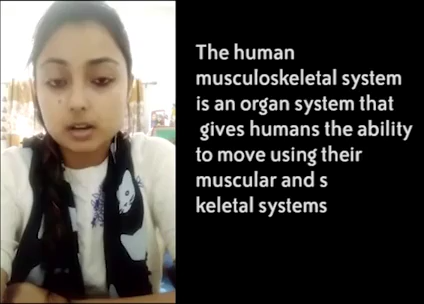 The human
musculoskeletal system
is an organ system that
gives humans the ability
to move using their
muscular and s
keletal systems